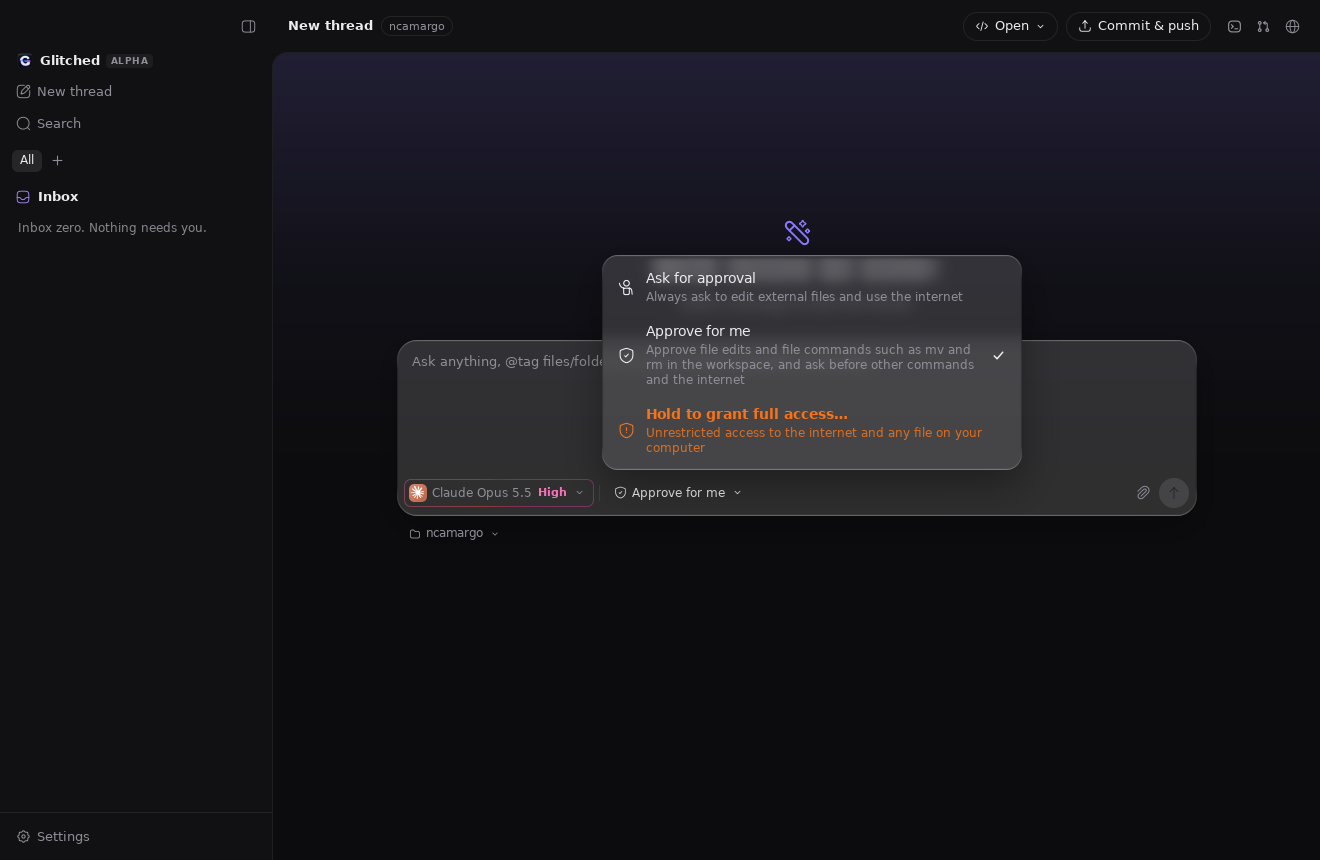 New thread
ncamargo
Open
Commit & push
Glitched
ALPHA
New thread
Search
All
Inbox
Inbox zero. Nothing needs you.
Ask for approval
Always ask to edit external files and use the internet
Approve for me
Approve file edits and file commands such as mv and
rm in the workspace, and ask before other commands
and the internet
Hold to grant full access…
Unrestricted access to the internet and any file on your
computer
Ask anything, @tag files/folde
Claude Opus 5.5
High
Approve for me
ncamargo
Settings